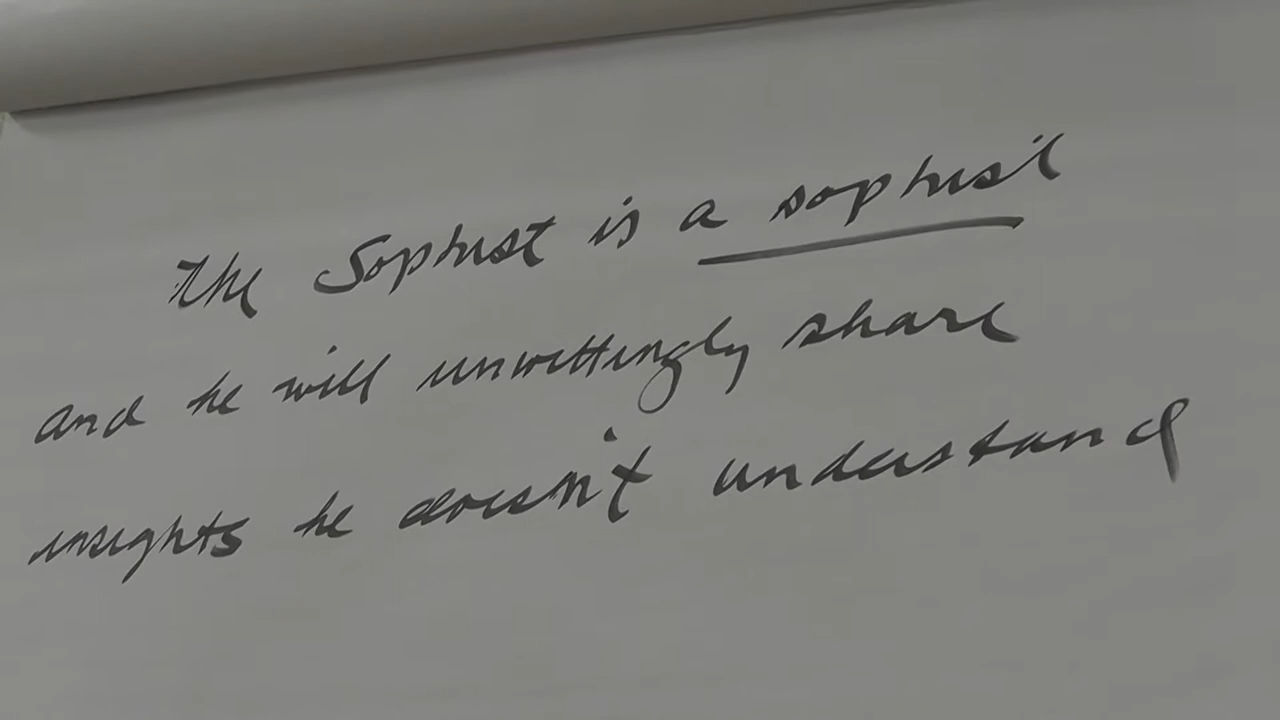 The Sophist is a sophist
and he will unwittingly share
insights he doesn't understand